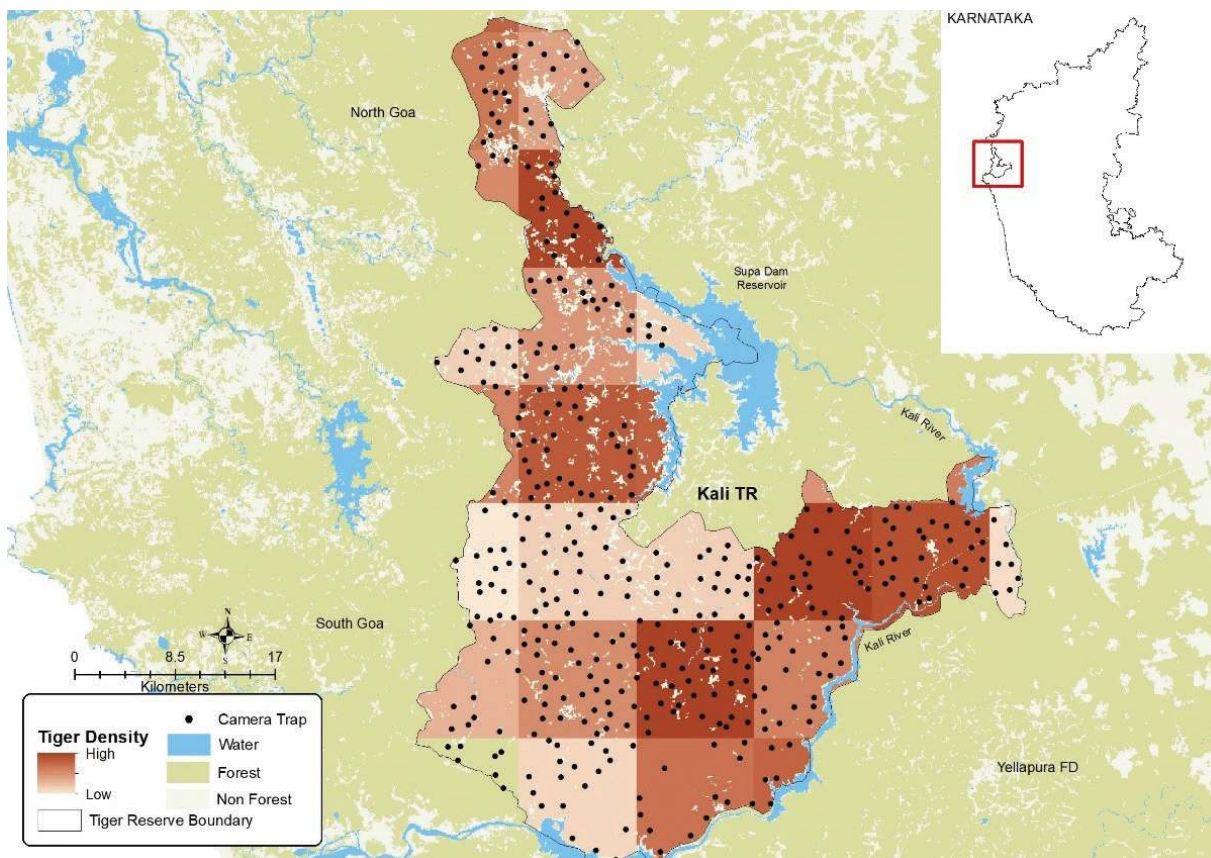 KARNATAKA
North Goa
Supa Dam
Reservoir
Kali River
Kali TR
South Goa
Kali River
N
W
E
S
0 8.5 17
Kilometers
Yellapura FD
Tiger Density
High
Low
Tiger Reserve Boundary
Camera Trap
Water
Forest
Non Forest